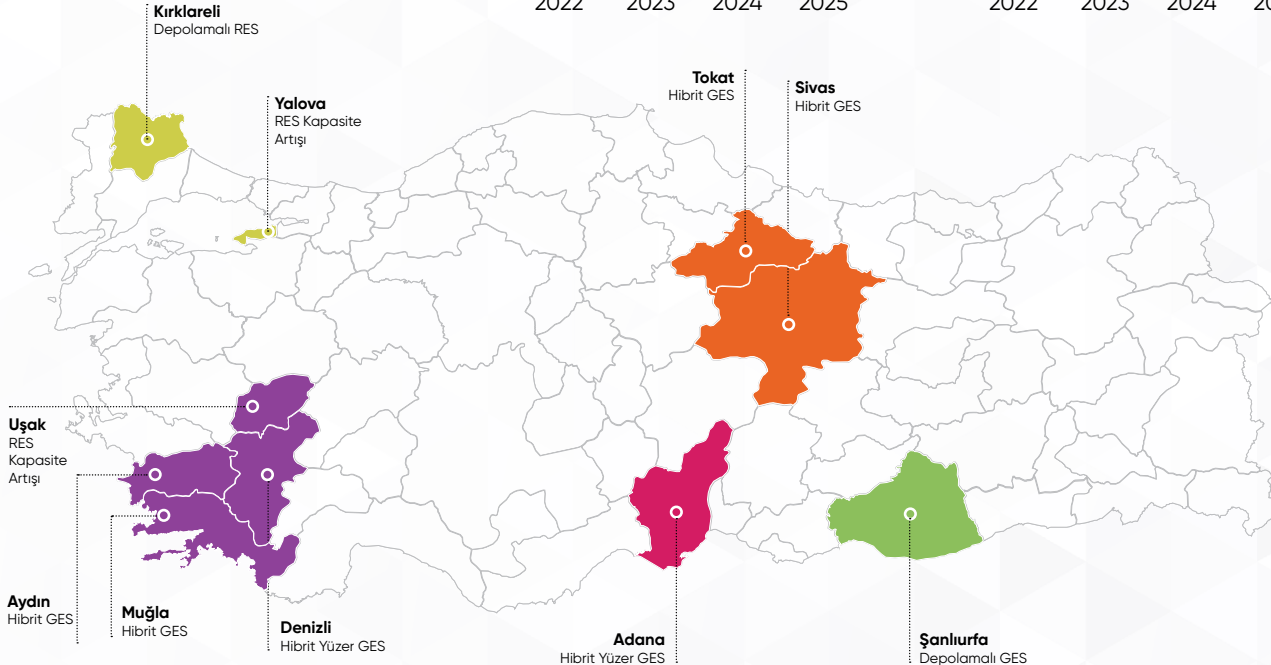 2022 2023 2024 2025
2022 2023 2024
Kırklareli
Depolamalı RES
Yalova
RES Kapasite
Artışı
Tokat
Hibrit GES
Sivas
Hibrit GES
Uşak
RES
Kapasite
Artışı
Aydın
Hibrit GES
Muğla
Hibrit GES
Denizli
Hibrit Yüzer GES
Adana
Hibrit Yüzer GES
Şanlıurfa
Depolamalı GES